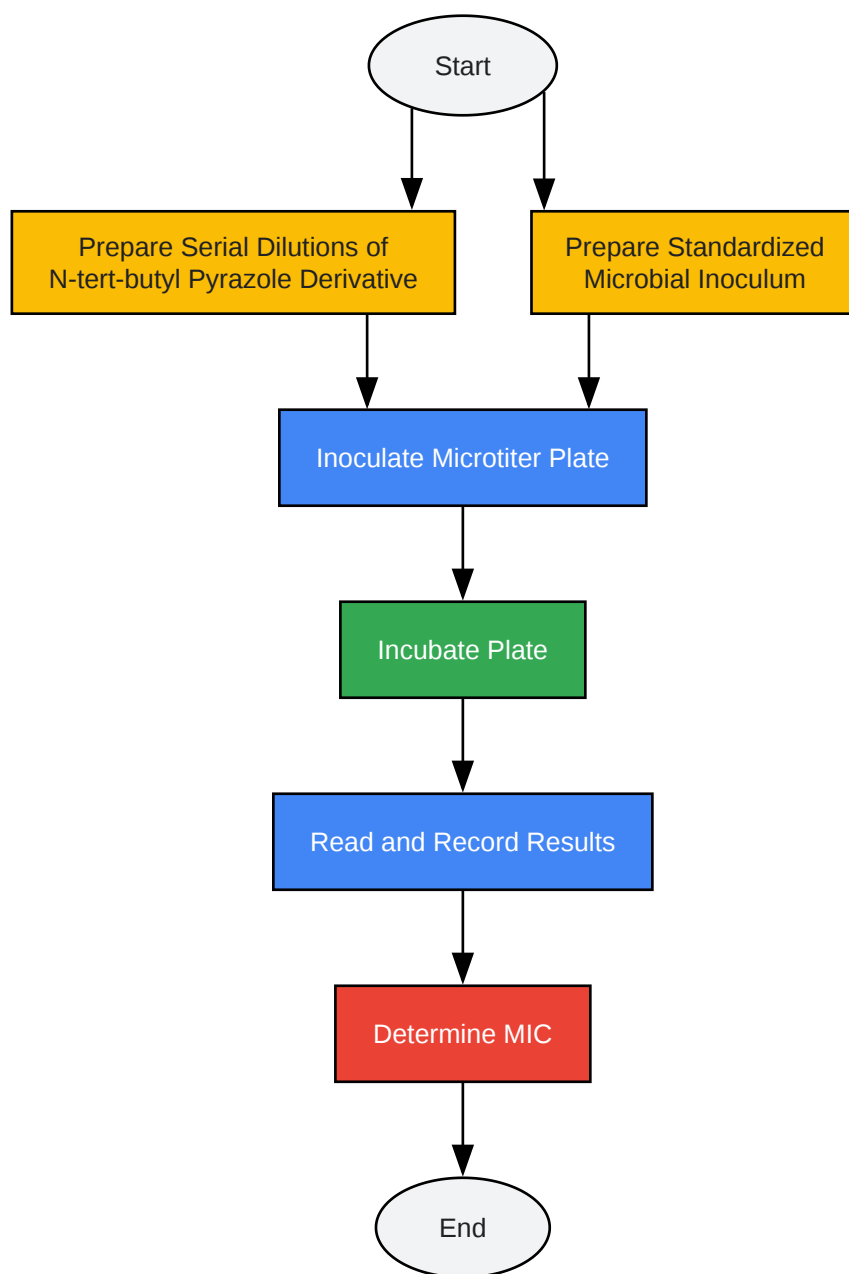 Start
Prepare Serial Dilutions of
N-tert-butyl Pyrazole Derivative
Prepare Standardized
Microbial Inoculum
Inoculate Microtiter Plate
Incubate Plate
Read and Record Results
Determine MIC
End